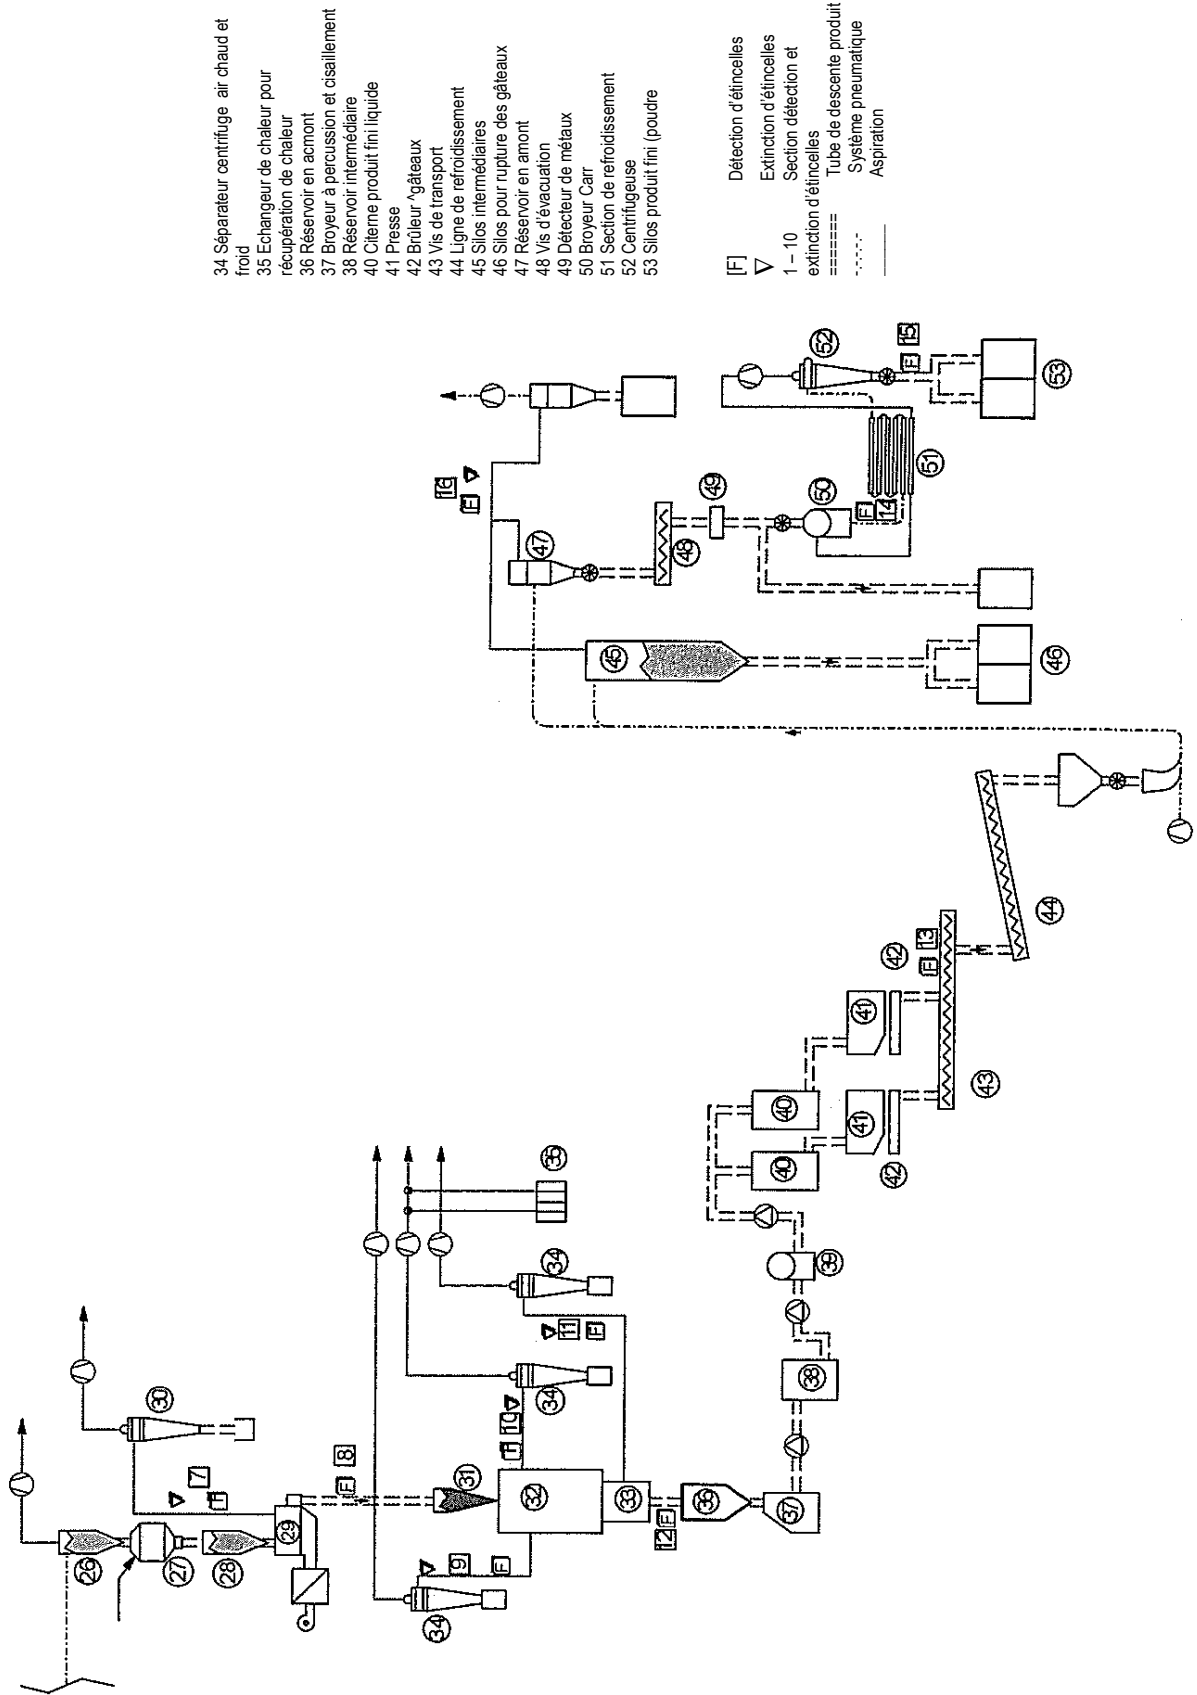 34 Séparateur centrifuge air chaud et
froid
35 Echangeur de chaleur pour
récupération de chaleur
36 Réservoir en acmont
37 Broyeur à percussion et cisaillement
38 Réservoir intermédiaire
40 Citerne produit fini liquide
41 Presse
42 Brûleur ^gâteaux
43 Vis de transport
44 Ligne de refroidissement
45 Silos intermédiaires
46 Silos pour rupture des gâteaux
47 Réservoir en amont
48 Vis d'évacuation
49 Détecteur de métaux
50 Broyeur Carr
51 Section de refroidissement
52 Centrifugeuse
53 Silos produit fini (poudre
[F] Détection d'étincelles
∇ Extinction d'étincelles
1 – 10 Section détection et
extinction d'étincelles
======= Tube de descente produit
-.-.-.- Système pneumatique
Aspiration
26
27
28
29
30
7
F
8
F
31
32
33
34
9
F
34
10
F
34
11
F
35
12
F
36
37
38
39
40
40
41
41
42
42
13
F
43
44
45
46
47
16
F
48
49
50
F
14
51
52
F
15
53